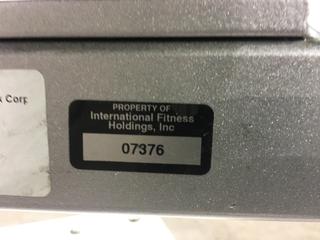 Corp
PROPERTY OF
International Fitness
Holdings, Inc
07376